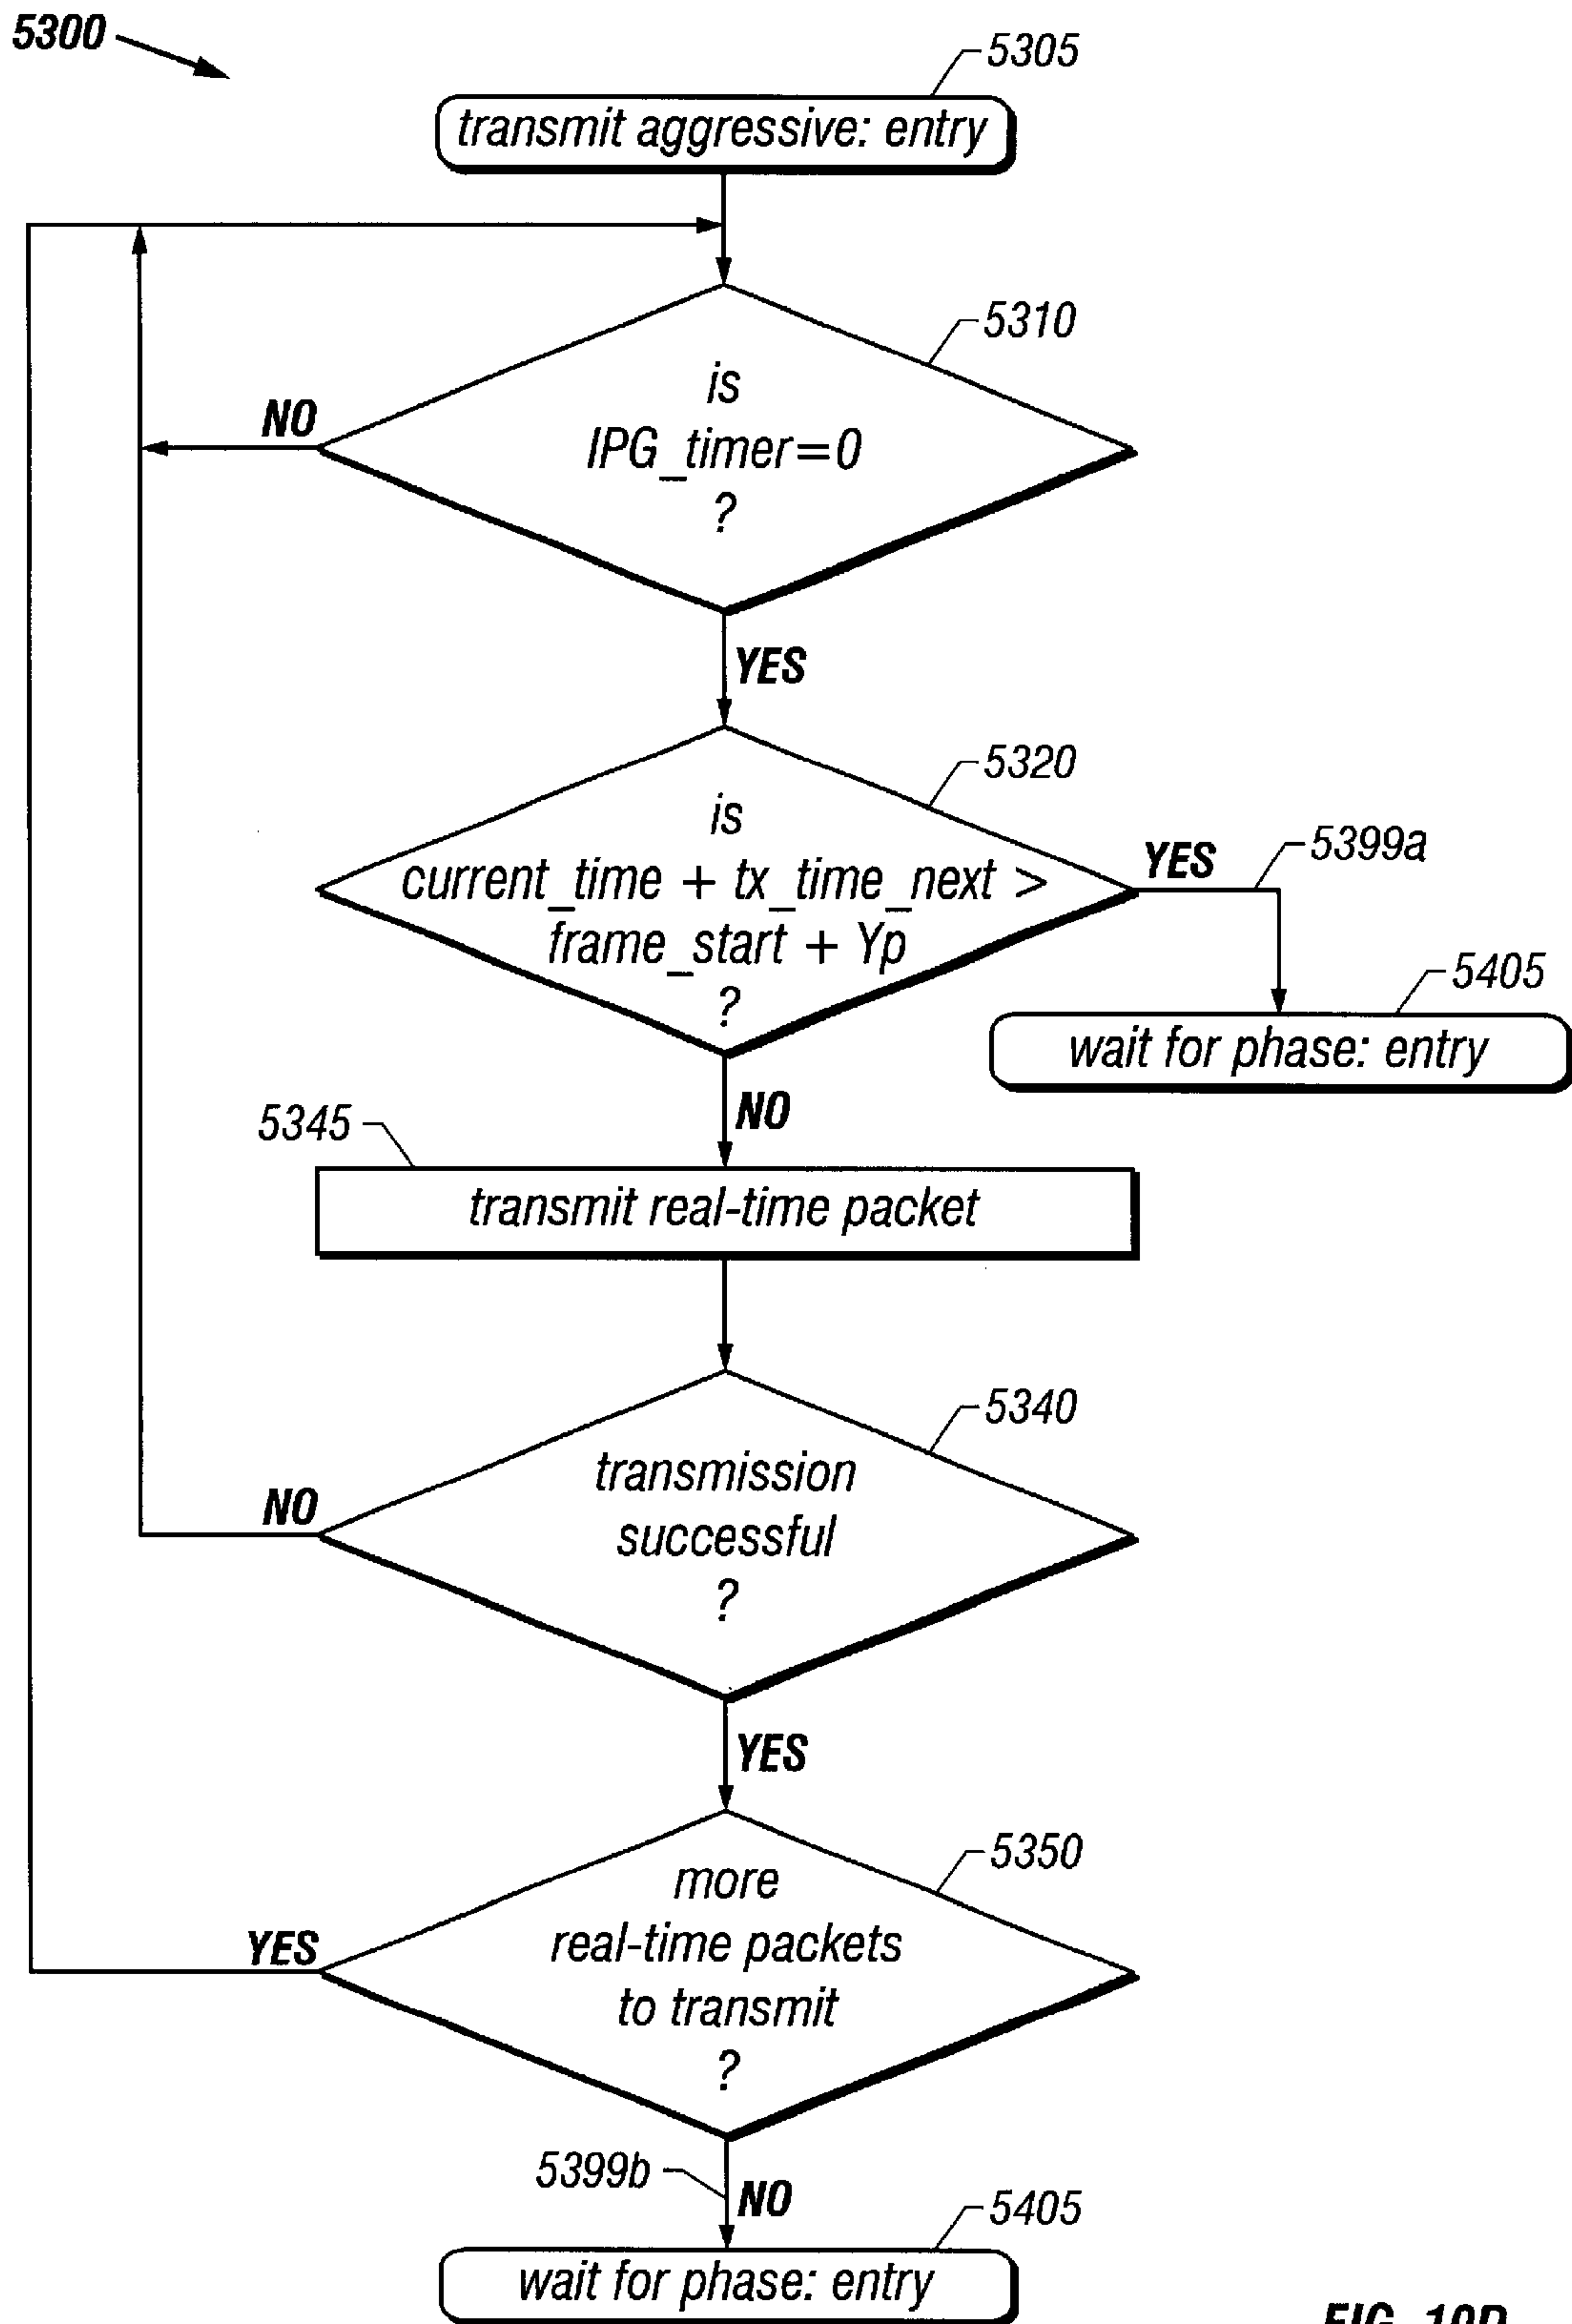 5300
5305
transmit aggressive: entry
5310
is
IPG_timer=0
?
NO
YES
5320
is
current_time + tx_time_next >
frame_start + Yp
?
YES
5399a
5405
wait for phase: entry
NO
5345
transmit real-time packet
5340
transmission
successful
?
NO
YES
5350
more
real-time packets
to transmit
?
YES
5399b
NO
5405
wait for phase: entry